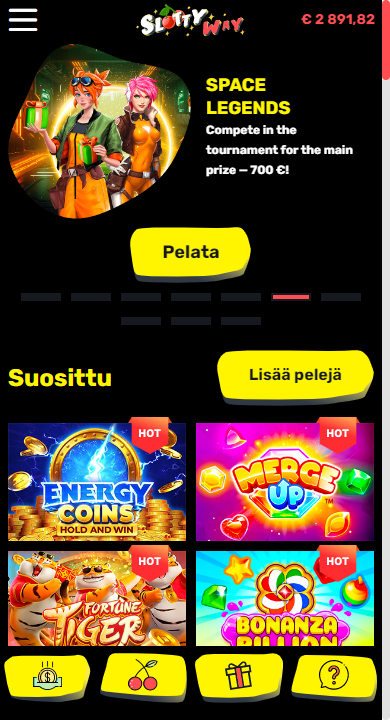 SLOTTY WAY
€ 2 891,82
SPACE
LEGENDS
Compete in the
tournament for the main
prize — 700 €!
Pelata
Suosittu
Lisää pelejä
HOT
HOT
ENERGY
COINS
HOLD AND WIN
MERGE
UP™
HOT
HOT
FORTUNE
TIGER
BONANZA
BILLION
$
?